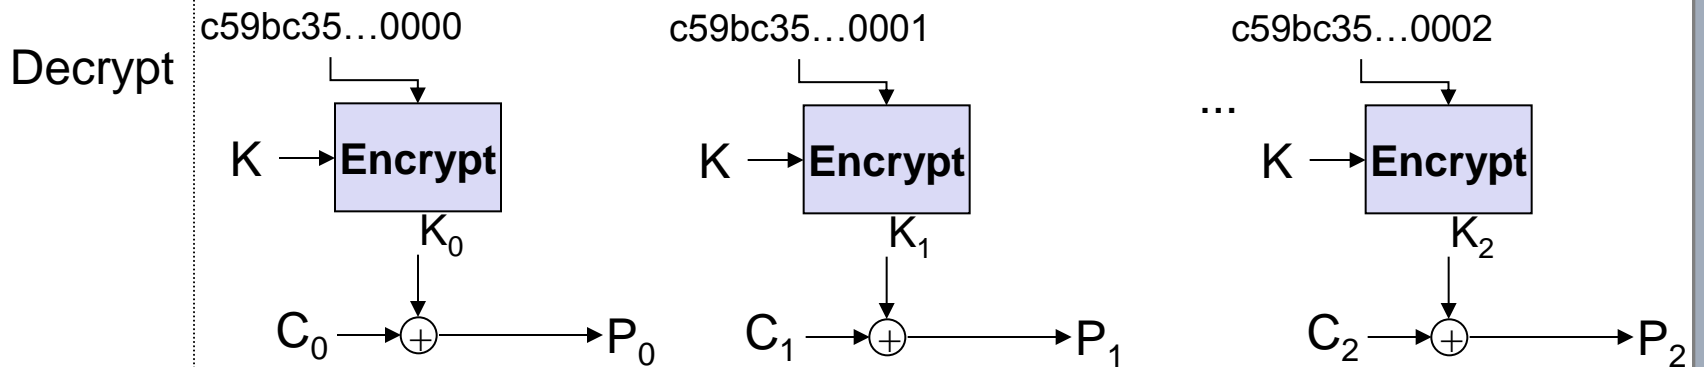 Decrypt
c59bc35...0000
c59bc35...0001
c59bc35...0002
...
K
Encrypt
K
Encrypt
K
Encrypt
K₀
K₁
K₂
C₀
+
P₀
C₁
+
P₁
C₂
+
P₂